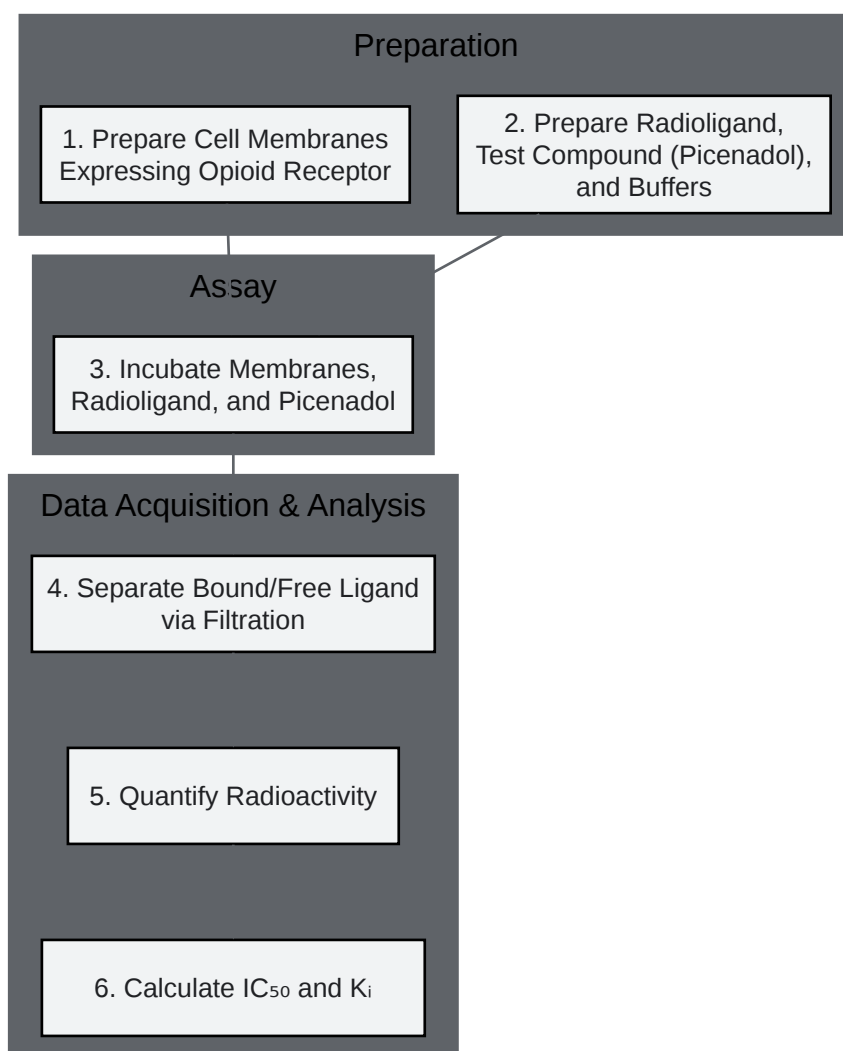 Preparation
1. Prepare Cell Membranes
Expressing Opioid Receptor
2. Prepare Radioligand,
Test Compound (Picenadol),
and Buffers
Assay
3. Incubate Membranes,
Radioligand, and Picenadol
Data Acquisition & Analysis
4. Separate Bound/Free Ligand
via Filtration
5. Quantify Radioactivity
6. Calculate IC₅₀ and Kᵢ